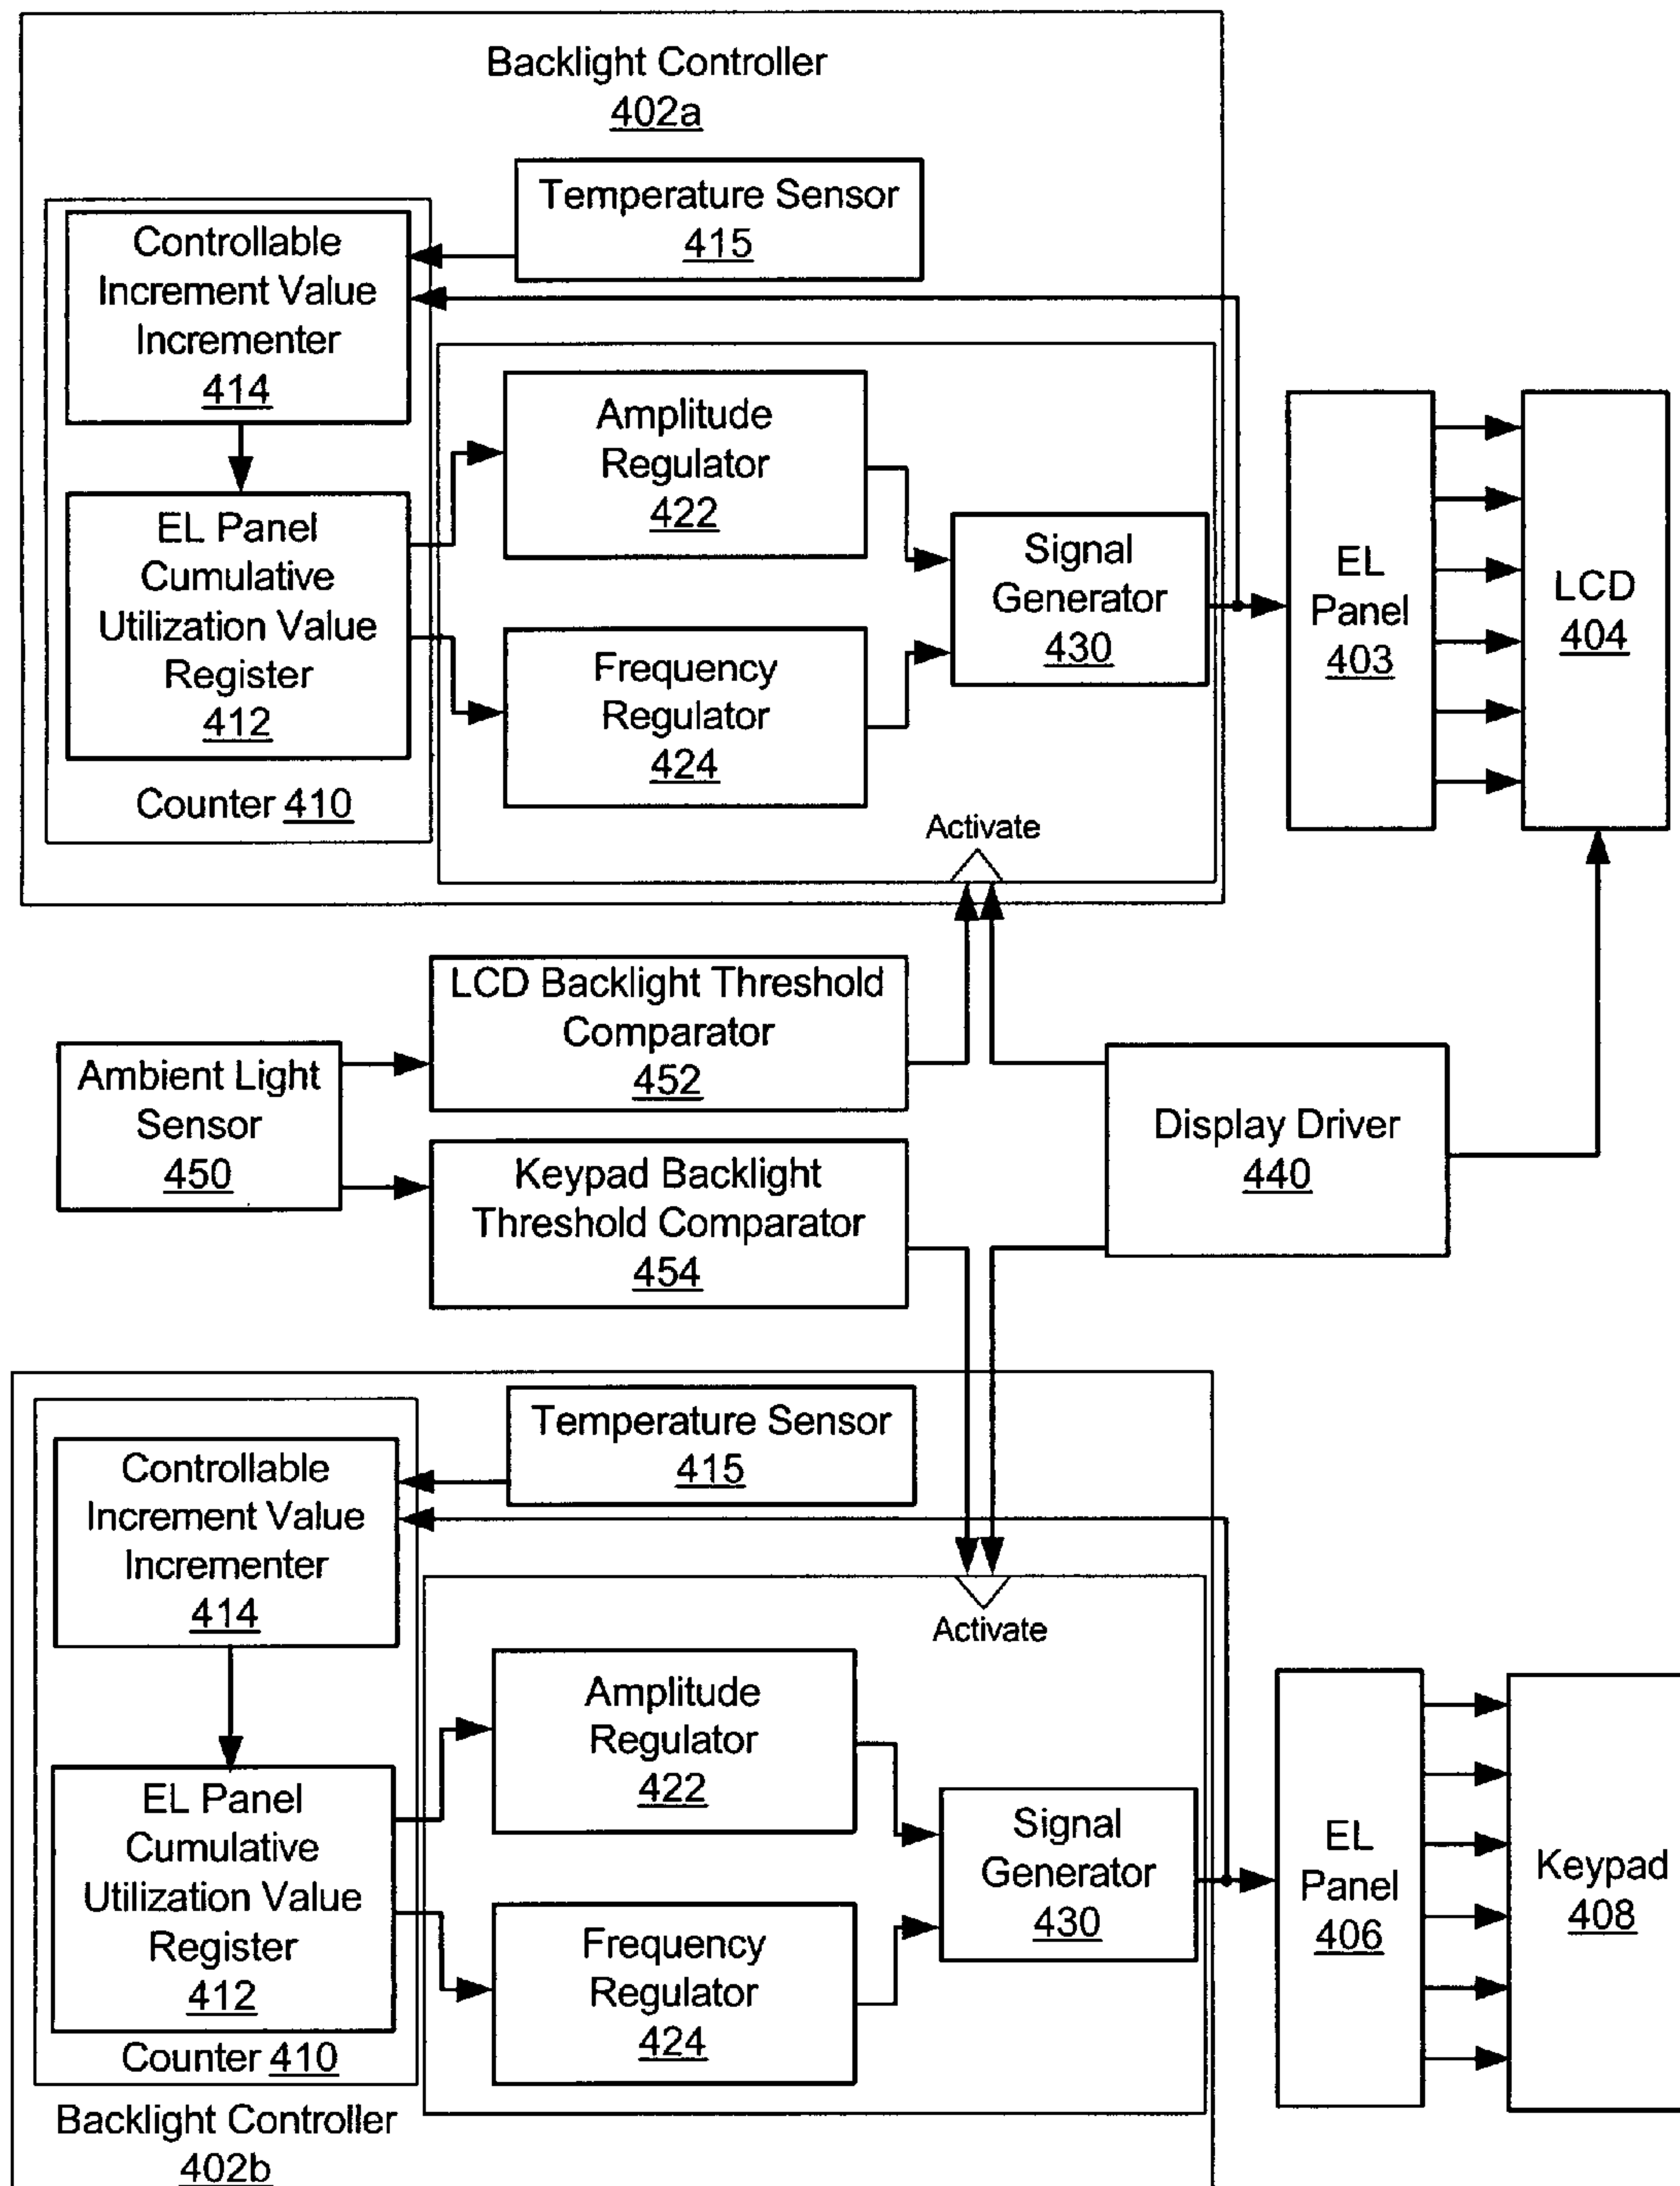 Backlight Controller
402a
Temperature Sensor
415
Controllable
Increment Value
Incrementer
414
Amplitude
Regulator
422
EL Panel
Cumulative
Utilization Value
Register
412
Signal
Generator
430
EL
Panel
403
LCD
404
Frequency
Regulator
424
Counter 410
Activate
LCD Backlight Threshold
Comparator
452
Ambient Light
Sensor
450
Display Driver
440
Keypad Backlight
Threshold Comparator
454
Temperature Sensor
415
Controllable
Increment Value
Incrementer
414
Activate
Amplitude
Regulator
422
EL Panel
Cumulative
Utilization Value
Register
412
Signal
Generator
430
EL
Panel
406
Keypad
408
Frequency
Regulator
424
Counter 410
Backlight Controller
402b